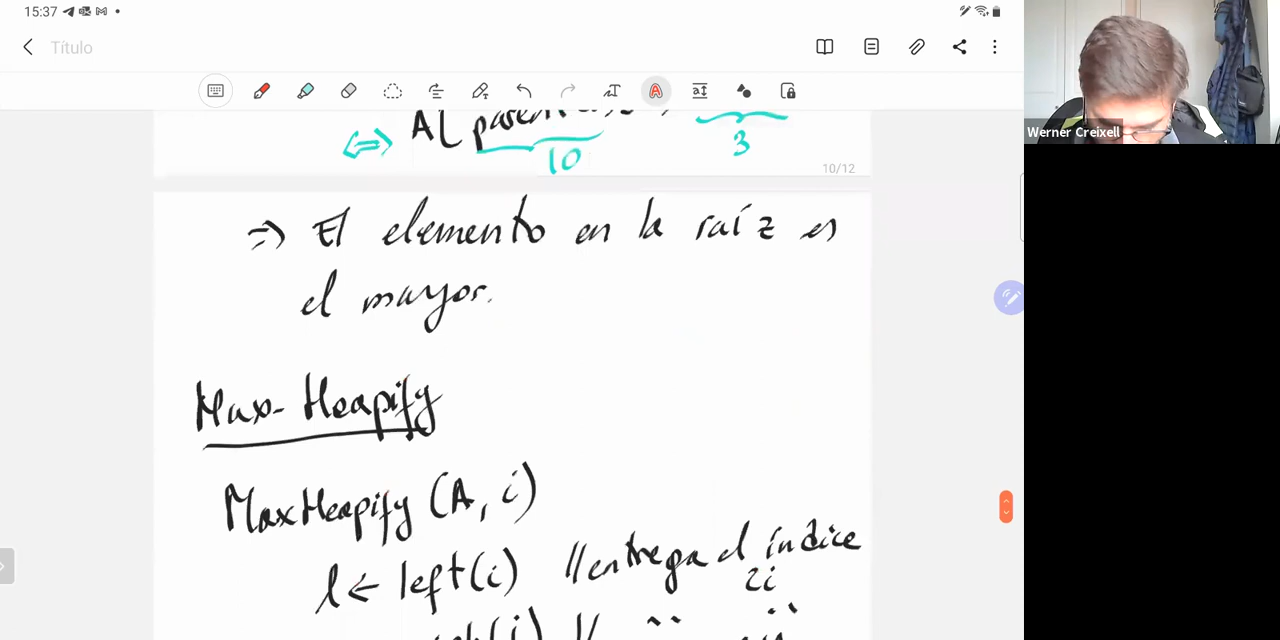 15:37
Título
Werner Creixell
⇔ A[
10
3
10/12
⇒ El elemento en la raíz es
el mayor.
Max-Heapify
MaxHeapify (A, i)
l ← left(i) // entrega el índice
2i
(i) //